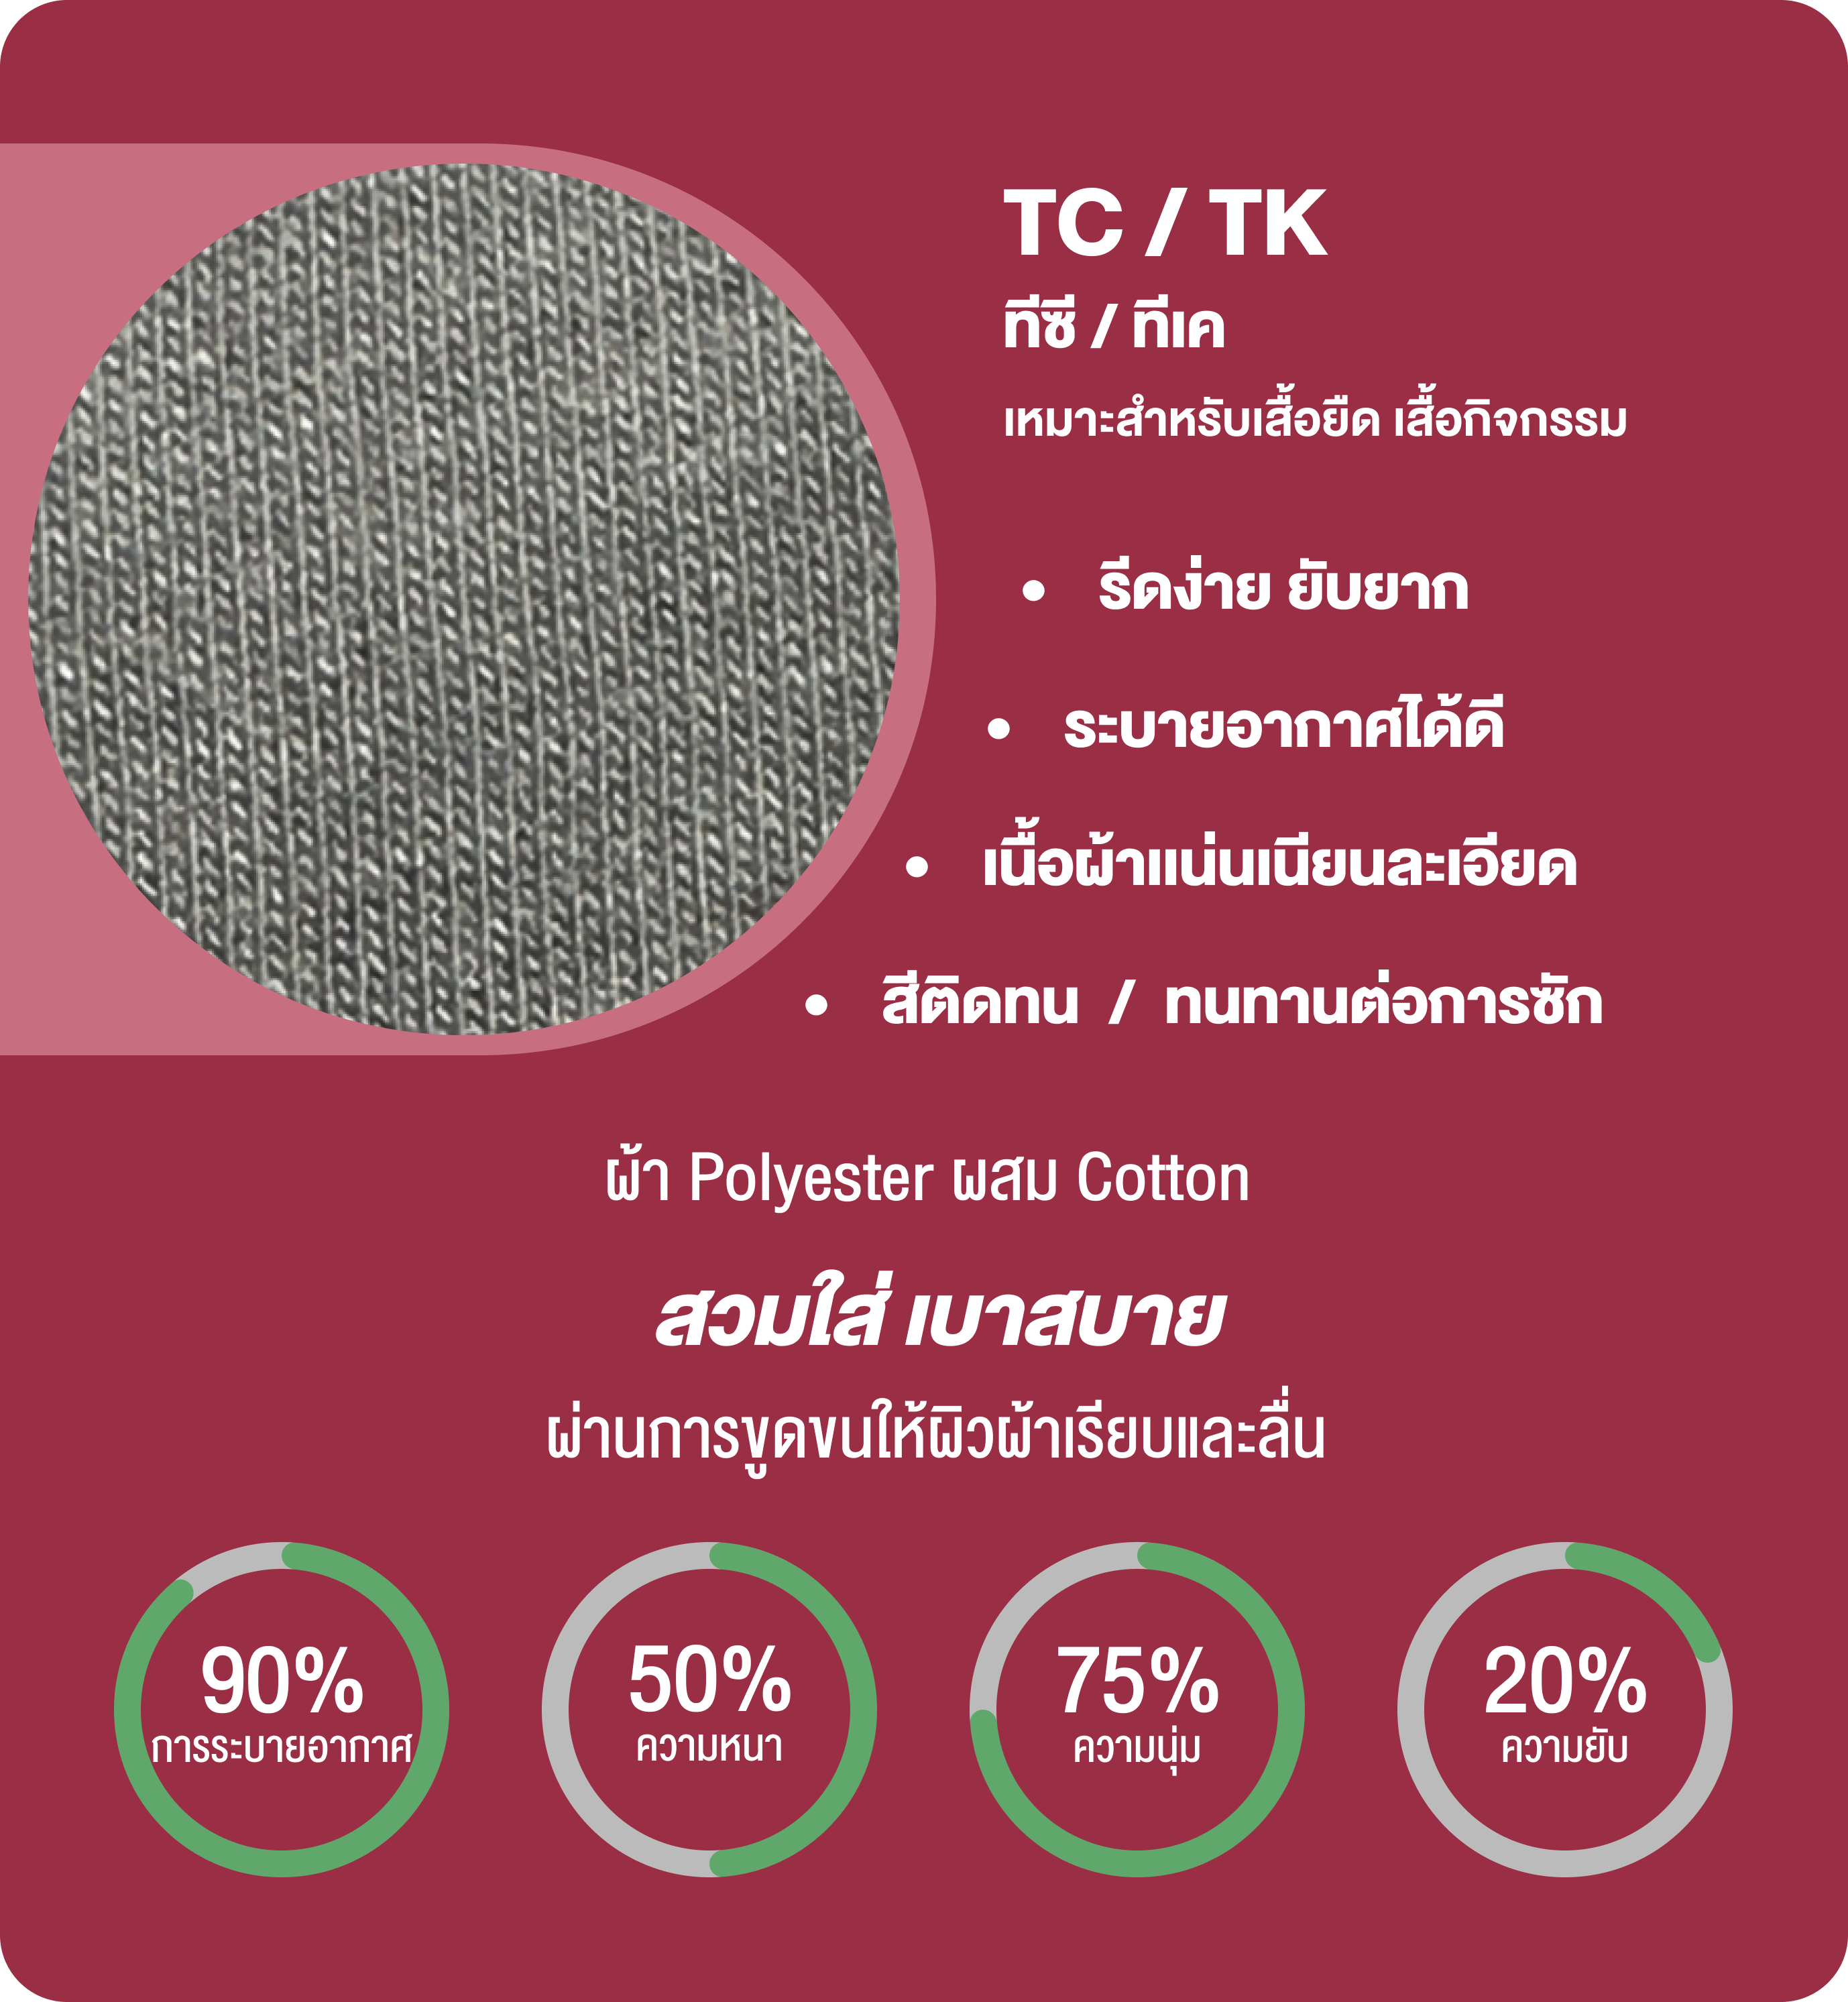 TC / TK
ทีซี / ทีเค
เหมาะสำหรับเสื้อยืด เสื้อกิจกรรม
• รีดง่าย ยับยาก
• ระบายอากาศได้ดี
• เนื้อผ้าแน่นเนียนละเอียด
• สีติดทน / ทนทานต่อการซัก
ผ้า Polyester ผสม Cotton
สวมใส่ เบาสบาย
ผ่านการขูดขนให้ผิวผ้าเรียบและลื่น
90%
การระบายอากาศ
50%
ความหนา
75%
ความนุ่ม
20%
ความยับ